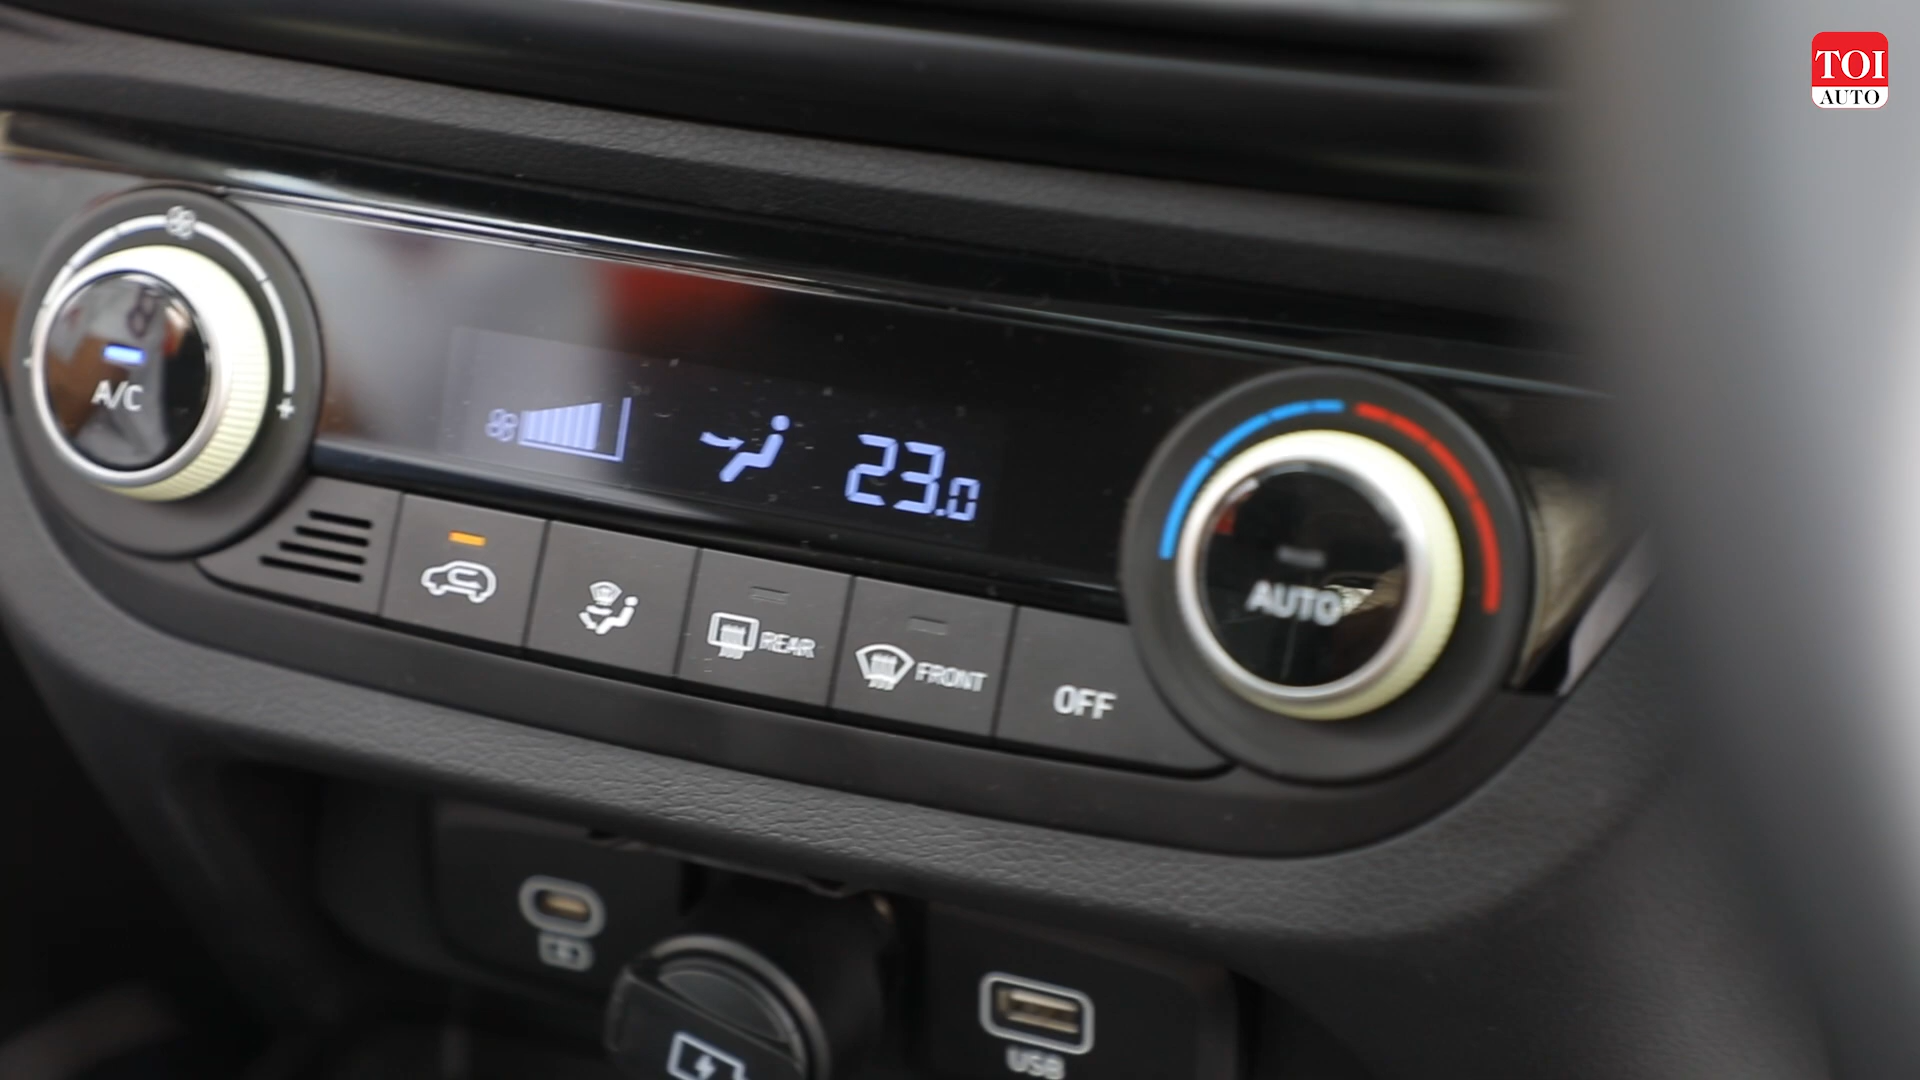 TOI
AUTO
A/C
+
23.0
AUTO
REAR
FRONT
OFF
USB